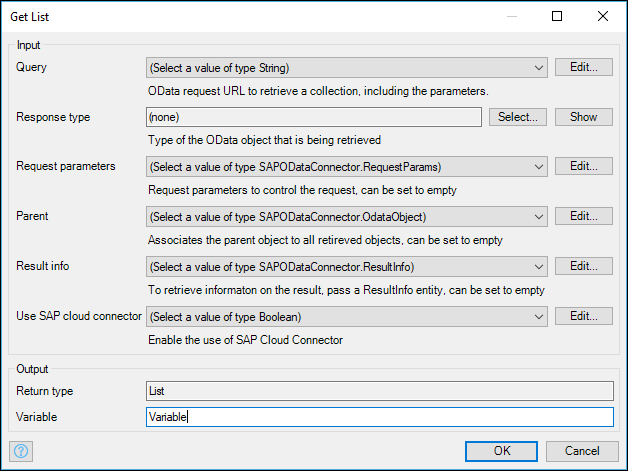 Get List
Input
Query (Select a value of type String) Edit...
OData request URL to retrieve a collection, including the parameters.
Response type (none) Select... Show
Type of the OData object that is being retrieved
Request parameters (Select a value of type SAPODataConnector.RequestParams) Edit...
Request parameters to control the request, can be set to empty
Parent (Select a value of type SAPODataConnector.OdataObject) Edit...
Associates the parent object to all retireved objects, can be set to empty
Result info (Select a value of type SAPODataConnector.ResultInfo) Edit...
To retrieve informaton on the result, pass a ResultInfo entity, can be set to empty
Use SAP cloud connector (Select a value of type Boolean) Edit...
Enable the use of SAP Cloud Connector
Output
Return type List
Variable Variable
? OK Cancel